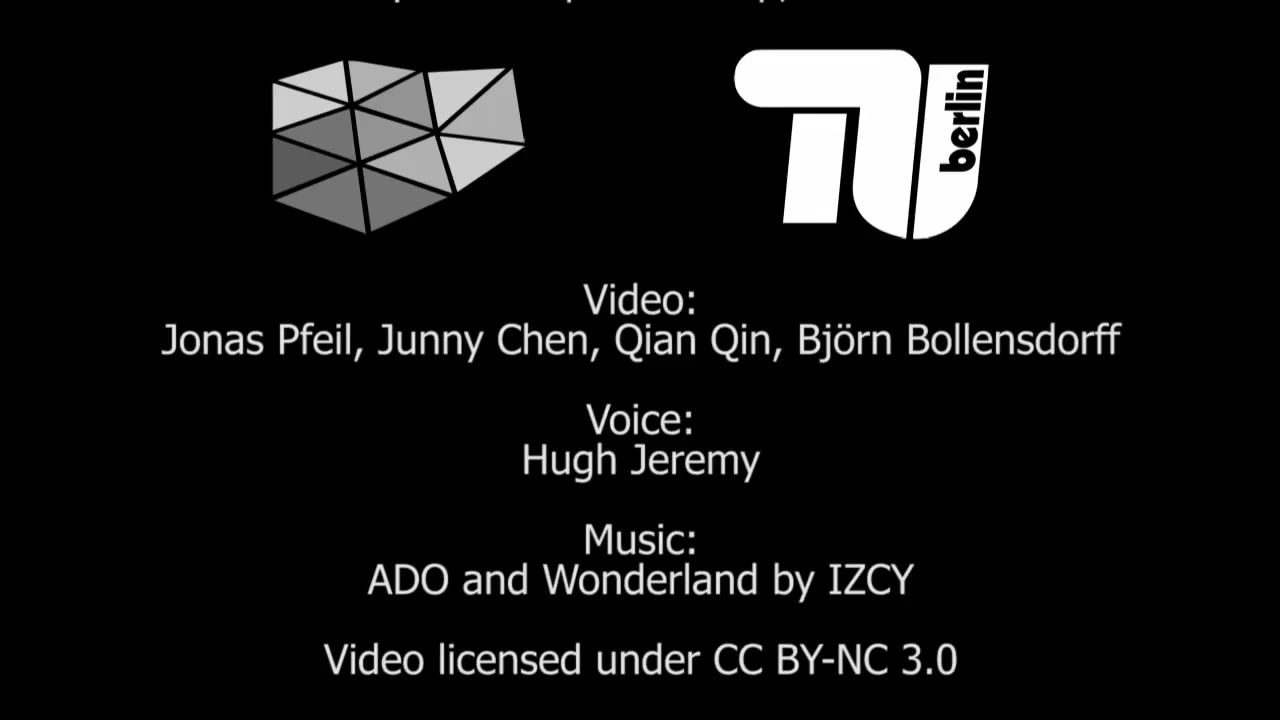 TU
berlin
Video:
Jonas Pfeil, Junny Chen, Qian Qin, Björn Bollensdorff
Voice:
Hugh Jeremy
Music:
ADO and Wonderland by IZCY
Video licensed under CC BY-NC 3.0